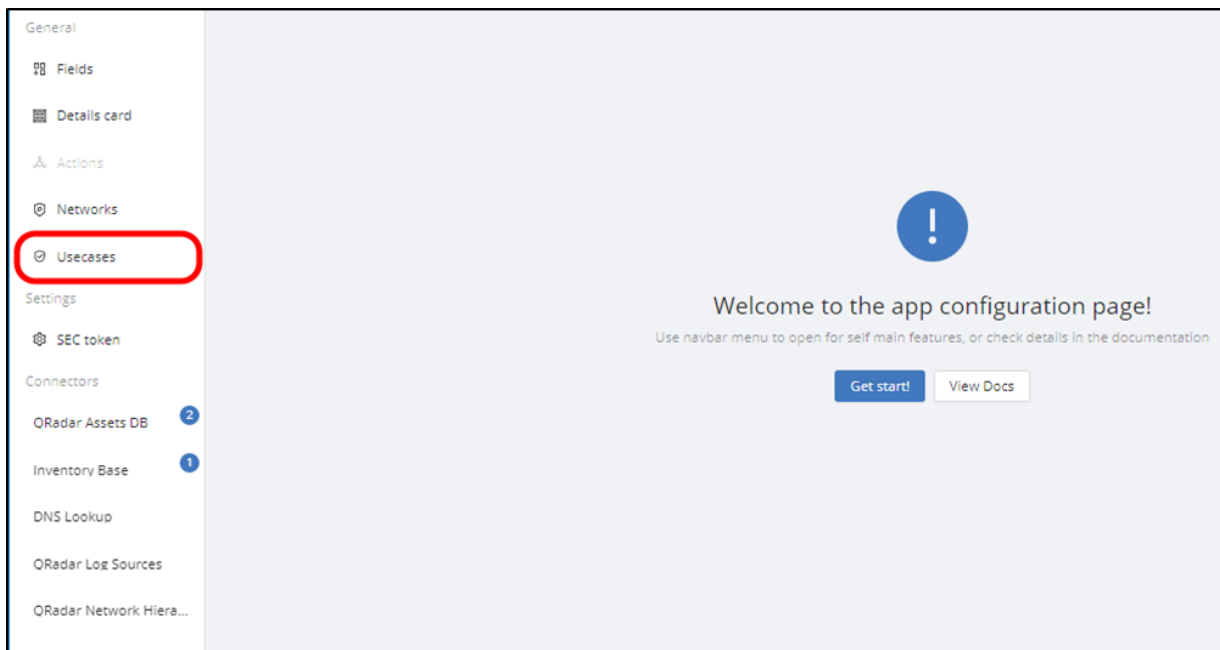 General
Fields
Details card
Actions
Networks
Usecases
Settings
SEC token
Connectors
QRadar Assets DB 2
Inventory Base 1
DNS Lookup
QRadar Log Sources
QRadar Network Hiera...
!
Welcome to the app configuration page!
Use navbar menu to open for self main features, or check details in the documentation
Get start! View Docs